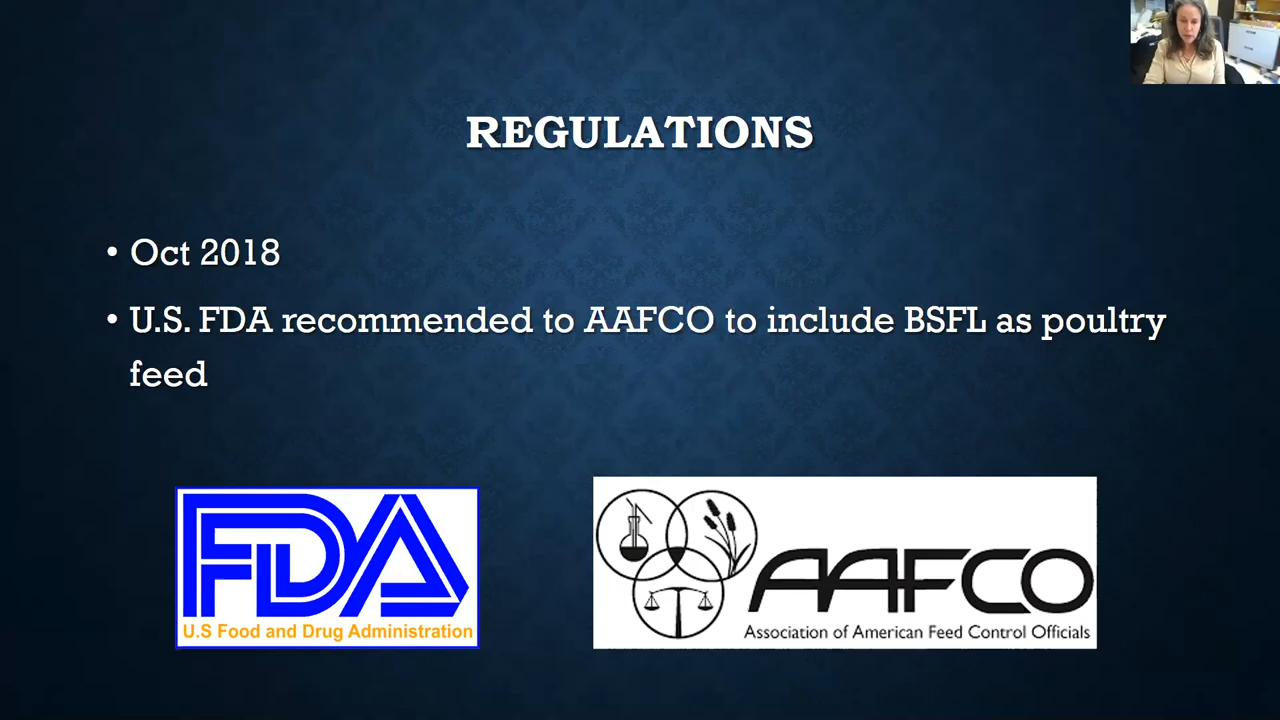 REGULATIONS
• Oct 2018
• U.S. FDA recommended to AAFCO to include BSFL as poultry
feed
FDA
U.S Food and Drug Administration
AAFCO
Association of American Feed Control Officials